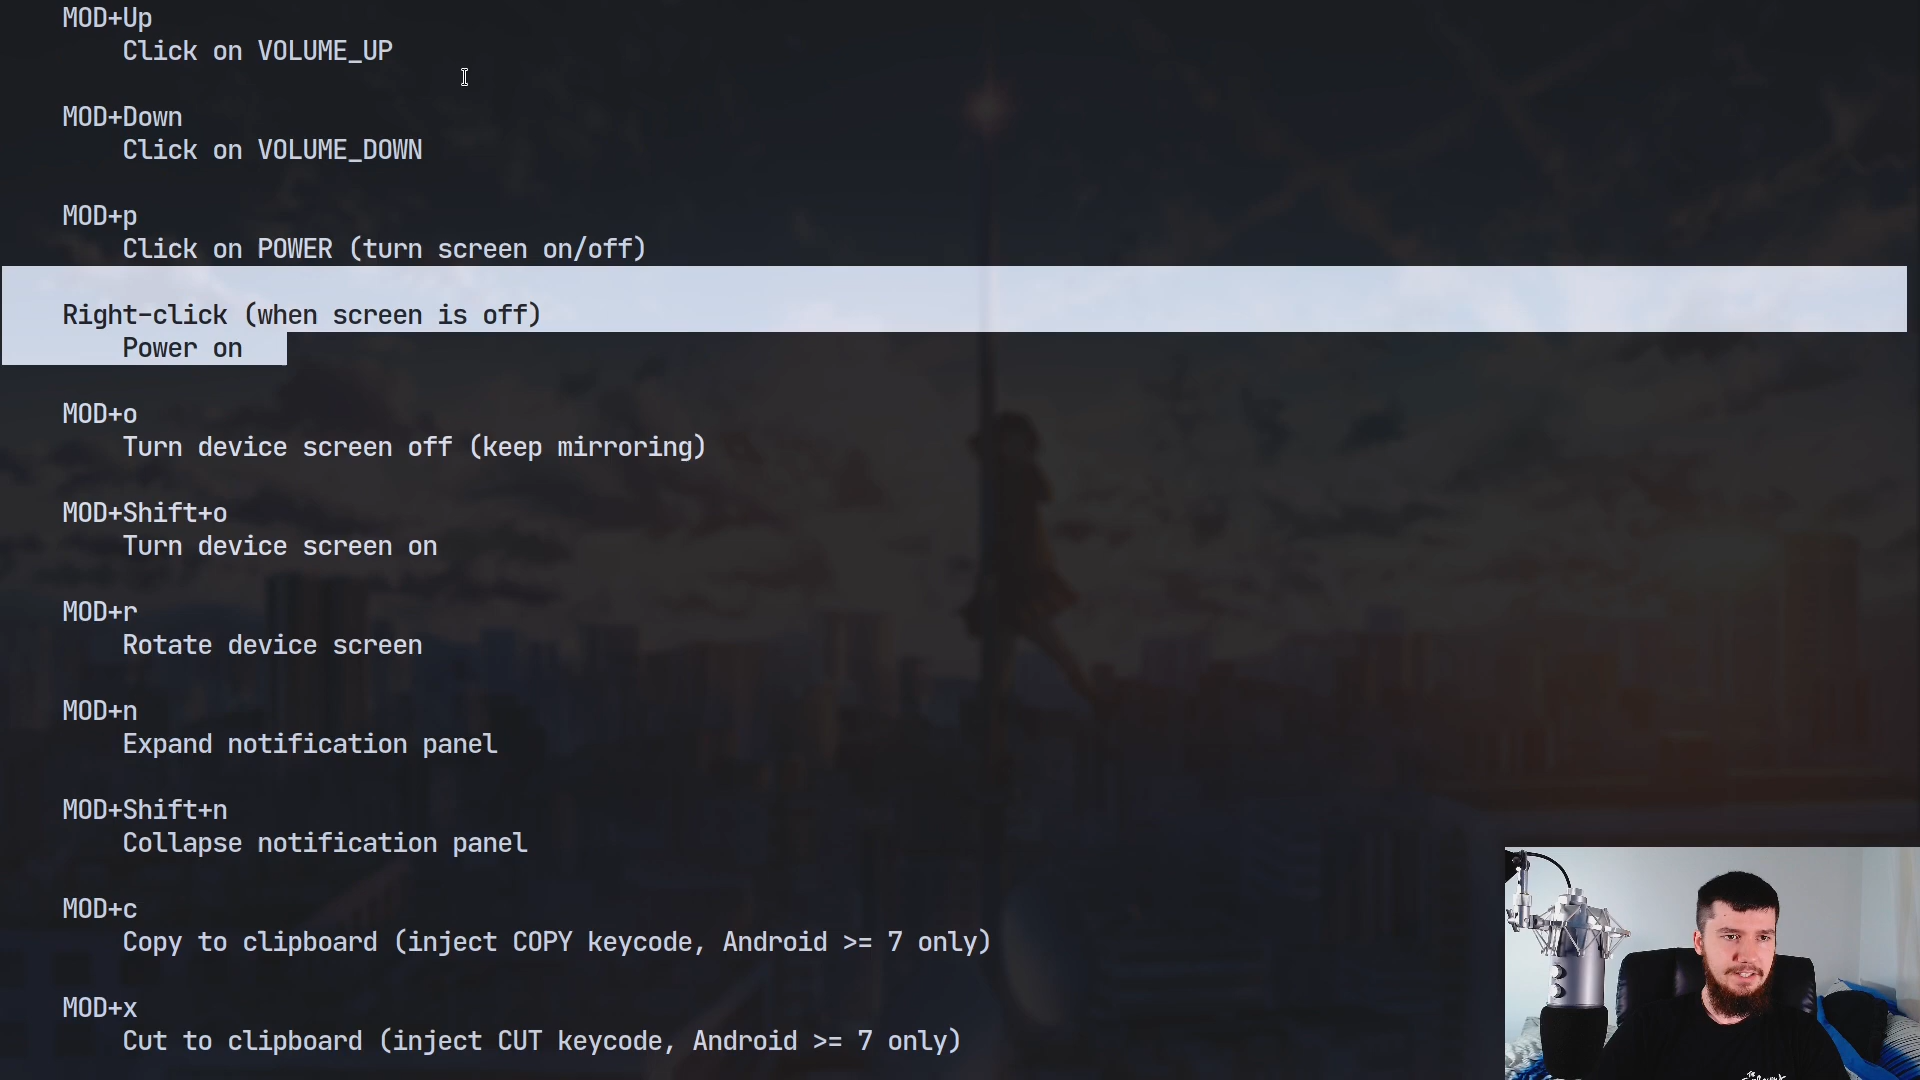 MOD+Up
Click on VOLUME_UP
MOD+Down
Click on VOLUME_DOWN
MOD+p
Click on POWER (turn screen on/off)
Right-click (when screen is off)
Power on
MOD+o
Turn device screen off (keep mirroring)
MOD+Shift+o
Turn device screen on
MOD+r
Rotate device screen
MOD+n
Expand notification panel
MOD+Shift+n
Collapse notification panel
MOD+c
Copy to clipboard (inject COPY keycode, Android >= 7 only)
MOD+x
Cut to clipboard (inject CUT keycode, Android >= 7 only)